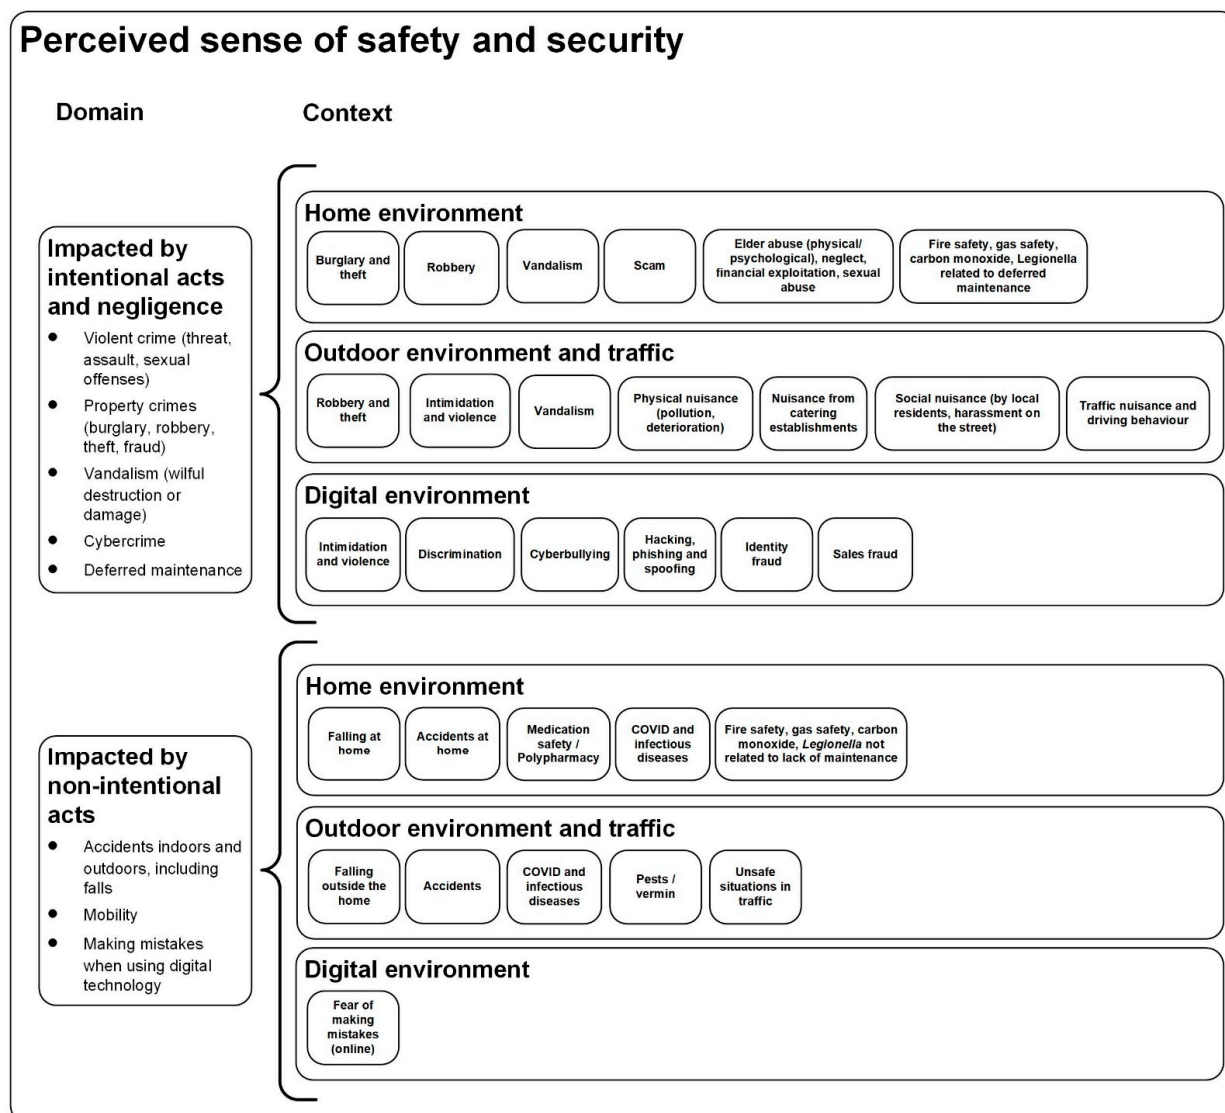 Perceived sense of safety and security
Domain
Context
Impacted by
intentional acts
and negligence
● Violent crime (threat,
assault, sexual
offenses)
● Property crimes
(burglary, robbery,
theft, fraud)
● Vandalism (wilful
destruction or
damage)
● Cybercrime
● Deferred maintenance
Home environment
Burglary and
theft
Robbery
Vandalism
Scam
Elder abuse (physical/
psychological), neglect,
financial exploitation, sexual
abuse
Fire safety, gas safety,
carbon monoxide, Legionella
related to deferred
maintenance
Outdoor environment and traffic
Robbery and
theft
Intimidation
and violence
Vandalism
Physical nuisance
(pollution,
deterioration)
Nuisance from
catering
establishments
Social nuisance (by local
residents, harassment on
the street)
Traffic nuisance and
driving behaviour
Digital environment
Intimidation
and violence
Discrimination
Cyberbullying
Hacking,
phishing and
spoofing
Identity
fraud
Sales fraud
Impacted by
non-intentional
acts
● Accidents indoors and
outdoors, including
falls
● Mobility
● Making mistakes
when using digital
technology
Home environment
Falling at
home
Accidents at
home
Medication
safety /
Polypharmacy
COVID and
infectious
diseases
Fire safety, gas safety, carbon
monoxide, Legionella not
related to lack of maintenance
Outdoor environment and traffic
Falling
outside the
home
Accidents
COVID and
infectious
diseases
Pests /
vermin
Unsafe
situations in
traffic
Digital environment
Fear of
making
mistakes
(online)